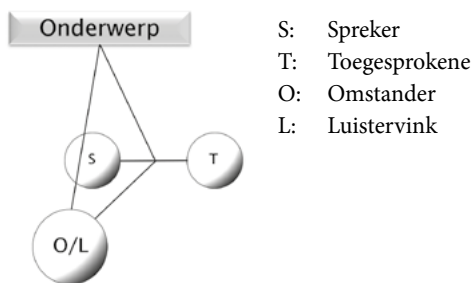 Onderwerp
S: Spreker
T: Toegesprokene
O: Omstander
L: Luistervink
S
T
O/L